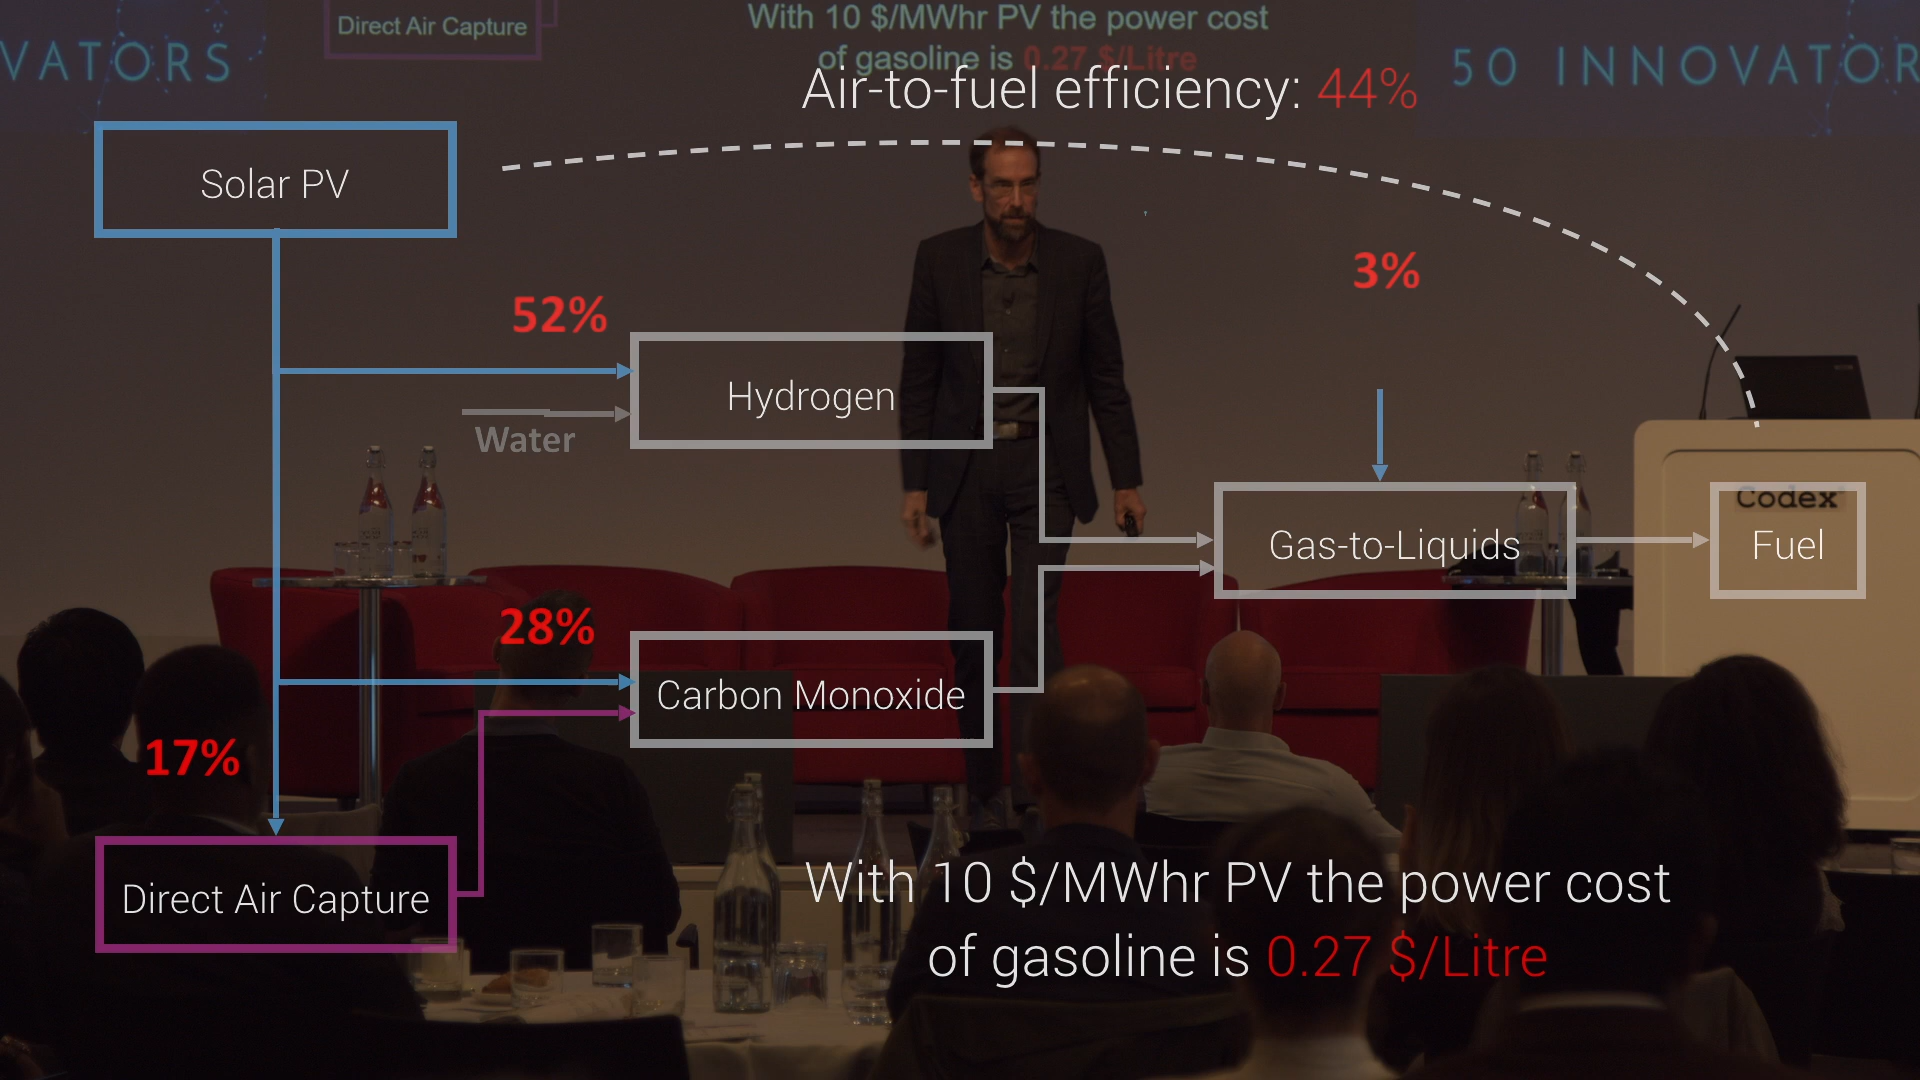 Direct Air Capture
With 10 $/MWhr PV the power cost
of gasoline is 0.27 $/Litre
VATORS
50 INNOVATOR
Air-to-fuel efficiency: 44%
Solar PV
3%
52%
Hydrogen
Water
Codex
Gas-to-Liquids
Fuel
28%
Carbon Monoxide
17%
Direct Air Capture
With 10 $/MWhr PV the power cost
of gasoline is 0.27 $/Litre